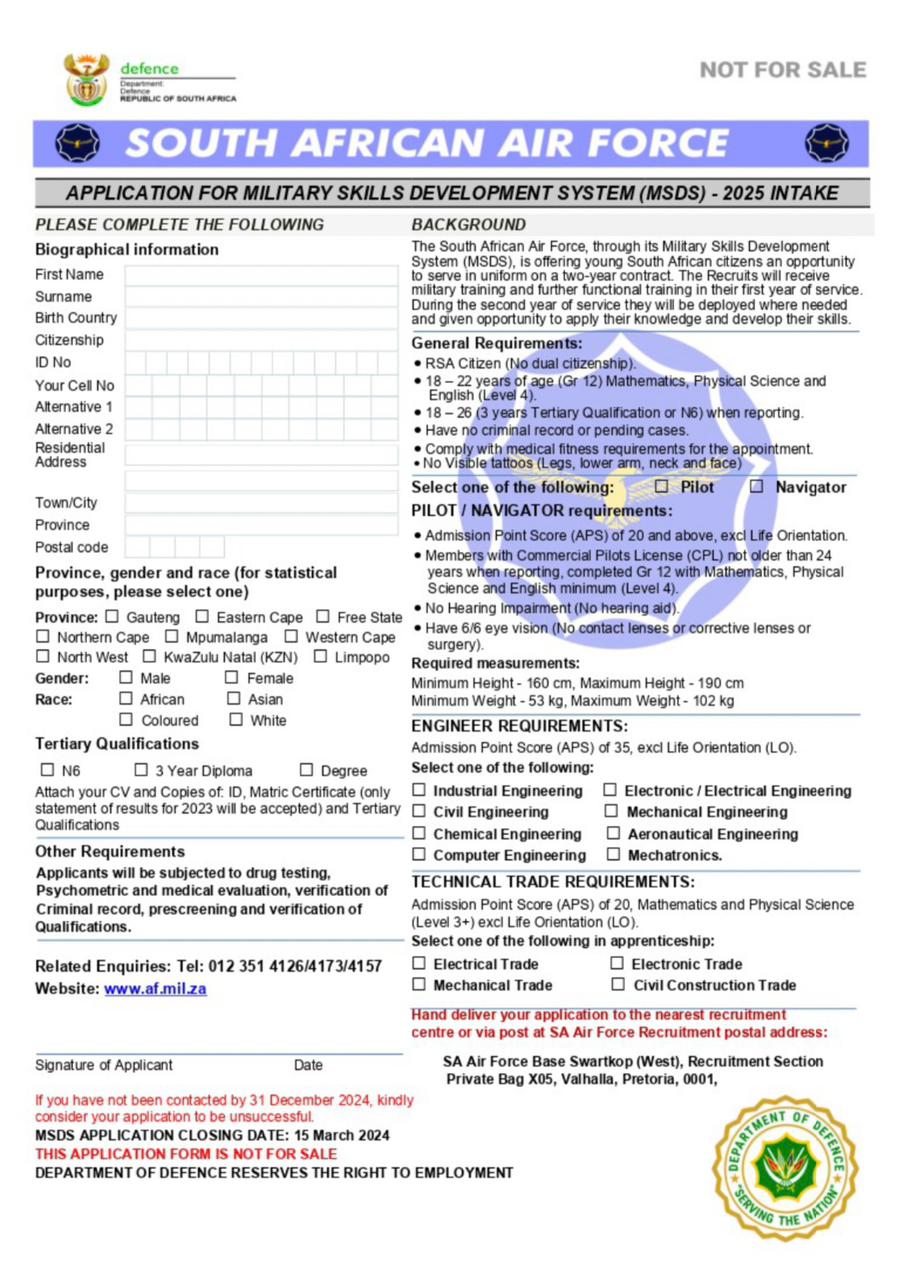 defence
Department:
Defence
REPUBLIC OF SOUTH AFRICA
NOT FOR SALE
SOUTH AFRICAN AIR FORCE
APPLICATION FOR MILITARY SKILLS DEVELOPMENT SYSTEM (MSDS) - 2025 INTAKE
PLEASE COMPLETE THE FOLLOWING
Biographical information
First Name
Surname
Birth Country
Citizenship
ID No
Your Cell No
Alternative 1
Alternative 2
Residential
Address
Town/City
Province
Postal code
Province, gender and race (for statistical
purposes, please select one)
Province: ☐ Gauteng ☐ Eastern Cape ☐ Free State
☐ Northern Cape ☐ Mpumalanga ☐ Western Cape
☐ North West ☐ KwaZulu Natal (KZN) ☐ Limpopo
Gender: ☐ Male ☐ Female
Race: ☐ African ☐ Asian
☐ Coloured ☐ White
Tertiary Qualifications
☐ N6 ☐ 3 Year Diploma ☐ Degree
Attach your CV and Copies of: ID, Matric Certificate (only
statement of results for 2023 will be accepted) and Tertiary
Qualifications
Other Requirements
Applicants will be subjected to drug testing,
Psychometric and medical evaluation, verification of
Criminal record, prescreening and verification of
Qualifications.
Related Enquiries: Tel: 012 351 4126/4173/4157
Website: www.af.mil.za
Signature of Applicant Date
If you have not been contacted by 31 December 2024, kindly
consider your application to be unsuccessful.
MSDS APPLICATION CLOSING DATE: 15 March 2024
THIS APPLICATION FORM IS NOT FOR SALE
DEPARTMENT OF DEFENCE RESERVES THE RIGHT TO EMPLOYMENT
BACKGROUND
The South African Air Force, through its Military Skills Development
System (MSDS), is offering young South African citizens an opportunity
to serve in uniform on a two-year contract. The Recruits will receive
military training and further functional training in their first year of service.
During the second year of service they will be deployed where needed
and given opportunity to apply their knowledge and develop their skills.
General Requirements:
• RSA Citizen (No dual citizenship).
• 18 – 22 years of age (Gr 12) Mathematics, Physical Science and
English (Level 4).
• 18 – 26 (3 years Tertiary Qualification or N6) when reporting.
• Have no criminal record or pending cases.
• Comply with medical fitness requirements for the appointment.
• No Visible tattoos (Legs, lower arm, neck and face)
Select one of the following: ☐ Pilot ☐ Navigator
PILOT / NAVIGATOR requirements:
• Admission Point Score (APS) of 20 and above, excl Life Orientation.
• Members with Commercial Pilots License (CPL) not older than 24
years when reporting, completed Gr 12 with Mathematics, Physical
Science and English minimum (Level 4).
• No Hearing Impairment (No hearing aid).
• Have 6/6 eye vision (No contact lenses or corrective lenses or
surgery).
Required measurements:
Minimum Height - 160 cm, Maximum Height - 190 cm
Minimum Weight - 53 kg, Maximum Weight - 102 kg
ENGINEER REQUIREMENTS:
Admission Point Score (APS) of 35, excl Life Orientation (LO).
Select one of the following:
☐ Industrial Engineering ☐ Electronic / Electrical Engineering
☐ Civil Engineering ☐ Mechanical Engineering
☐ Chemical Engineering ☐ Aeronautical Engineering
☐ Computer Engineering ☐ Mechatronics.
TECHNICAL TRADE REQUIREMENTS:
Admission Point Score (APS) of 20, Mathematics and Physical Science
(Level 3+) excl Life Orientation (LO).
Select one of the following in apprenticeship:
☐ Electrical Trade ☐ Electronic Trade
☐ Mechanical Trade ☐ Civil Construction Trade
Hand deliver your application to the nearest recruitment
centre or via post at SA Air Force Recruitment postal address:
SA Air Force Base Swartkop (West), Recruitment Section
Private Bag X05, Valhalla, Pretoria, 0001,
DEPARTMENT OF DEFENCE
"SERVING THE NATION"